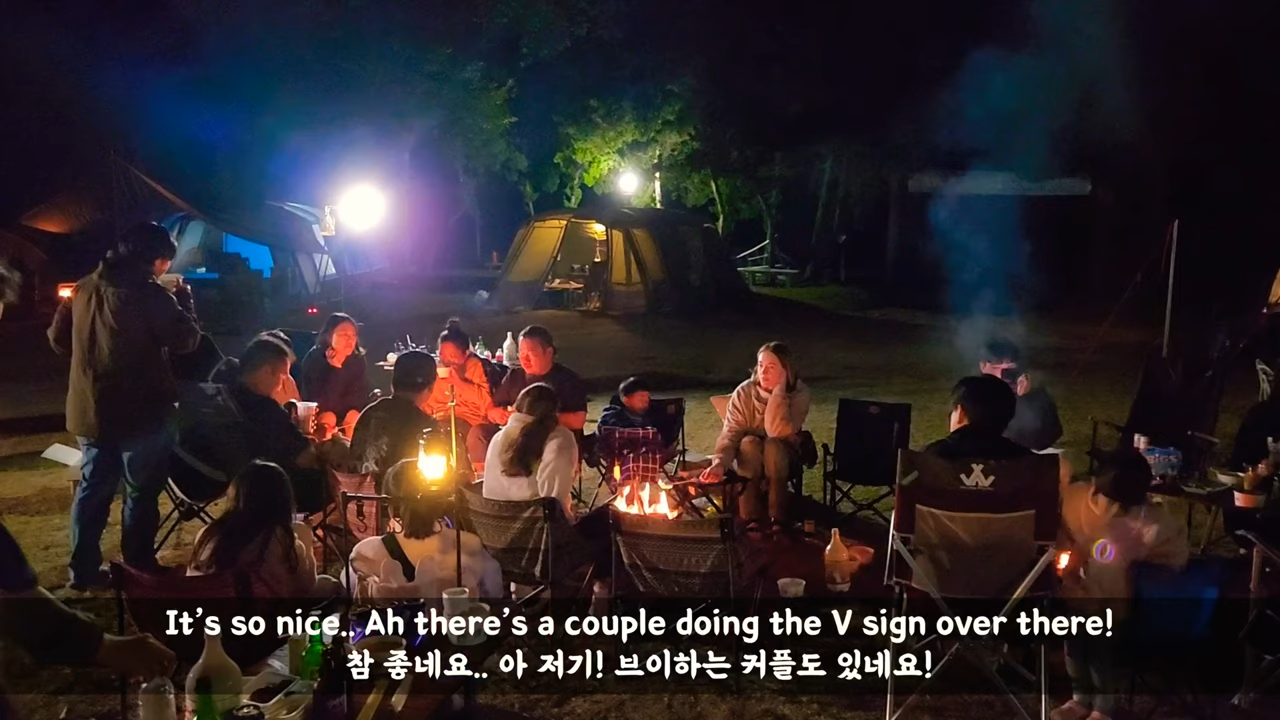 It's so nice.. Ah there's a couple doing the V sign over there!
참 좋네요.. 아 저기! 브이하는 커플도 있네요!